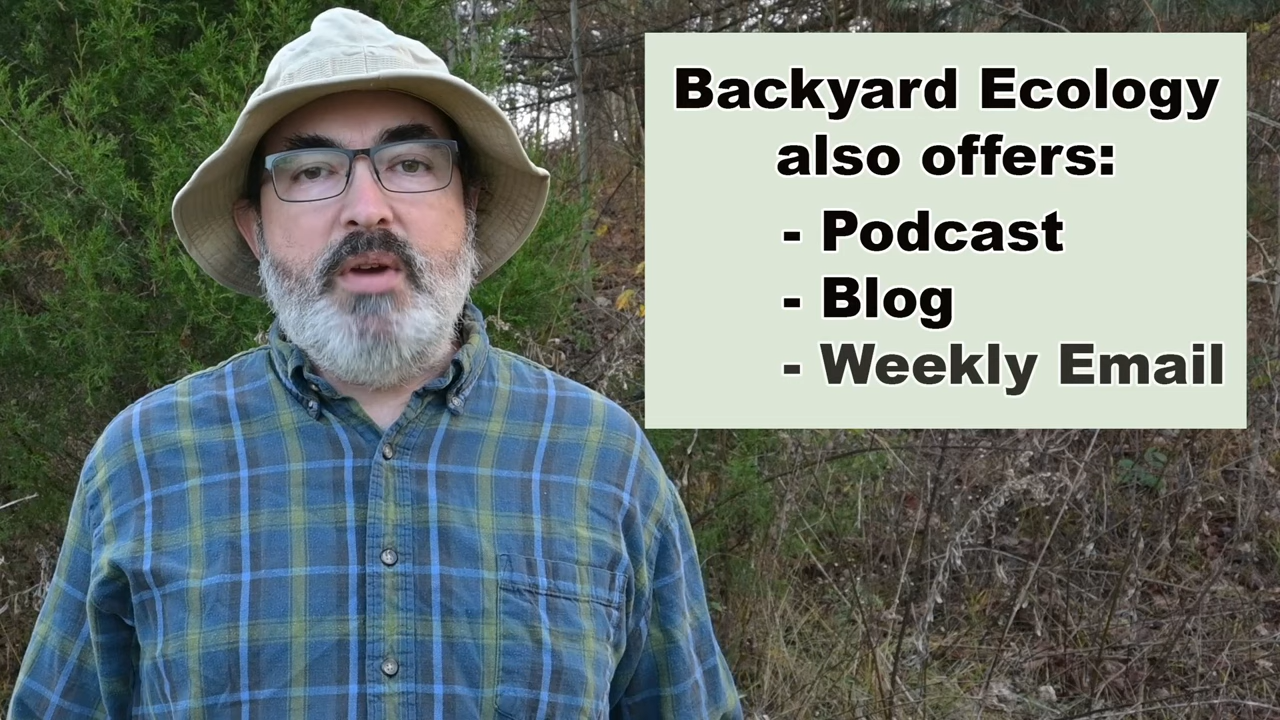 Backyard Ecology
also offers:
- Podcast
- Blog
- Weekly Email